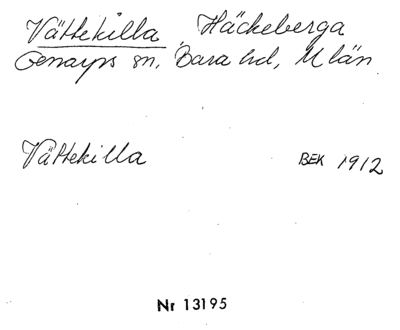 Vättekilla, Häckeberga
Genarps sn, Bara hd, M län
Vättekilla BEK 1912
Nr 13195